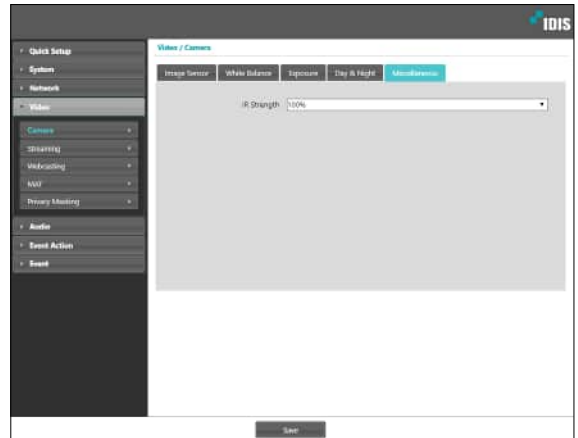 IDIS
Quick Setup
System
Network
Video
Camera
Streaming
Webcasting
MAT
Privacy Masking
Audio
Event Action
Event
Video / Camera
Image Sensor White Balance Exposure Day & Night Miscellaneous
IR Strength 100%
Save